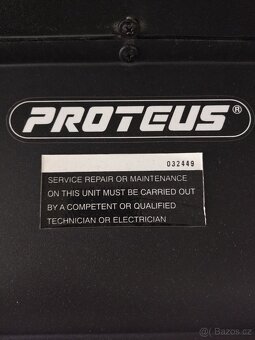 PROTEUS®
032449
SERVICE REPAIR OR MAINTENANCE
ON THIS UNIT MUST BE CARRIED OUT
BY A COMPETENT OR QUALIFIED
TECHNICIAN OR ELECTRICIAN
© Bazos.cz